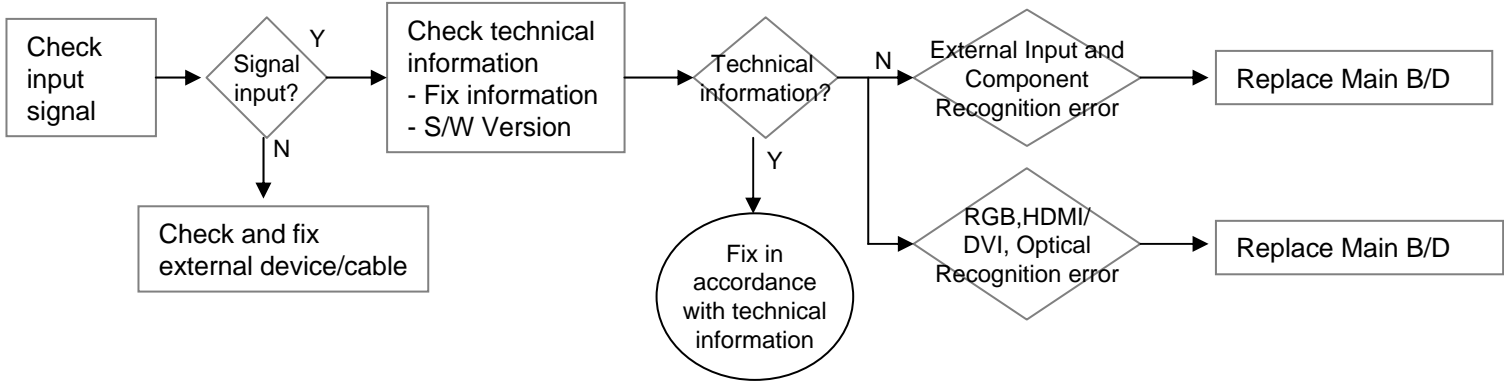 Check
input
signal
Signal
input?
Y
N
Check and fix
external device/cable
Check technical
information
- Fix information
- S/W Version
Technical
information?
N
Y
Fix in
accordance
with technical
information
External Input and
Component
Recognition error
Replace Main B/D
RGB,HDMI/
DVI, Optical
Recognition error
Replace Main B/D